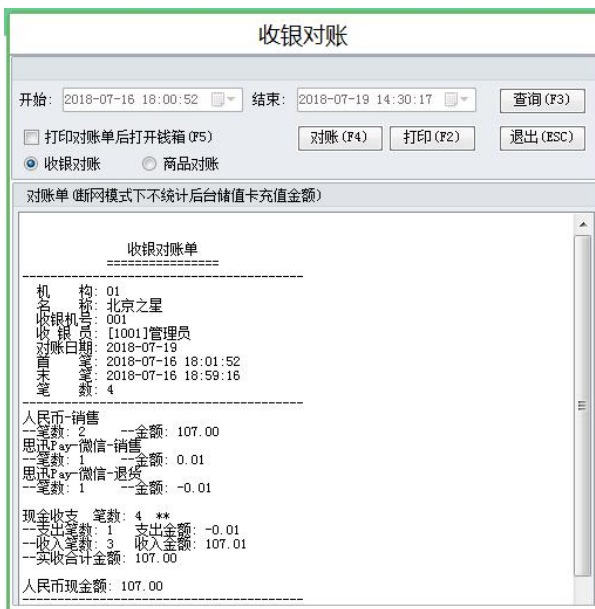 收银对账
开始: 2018-07-16 18:00:52 结束: 2018-07-19 14:30:17 查询(F3)
打印对账单后打开钱箱(F5) 对账(F4) 打印(F2) 退出(ESC)
收银对账 商品对账
对账单(断网模式下不统计后台储值卡充值金额)
收银对账单
================
----------------------------------------
机 构: 01
名 称: 北京之星
收银机号: 001
收 银 员: [1001]管理员
对账日期: 2018-07-19
首 笔: 2018-07-16 18:01:52
末 笔: 2018-07-16 18:59:16
笔 数: 4
----------------------------------------
人民币-销售
--笔数: 2 --金额: 107.00
思迅Pay-微信-销售
--笔数: 1 --金额: 0.01
思迅Pay-微信-退货
--笔数: 1 --金额: -0.01
现金收支 笔数: 4 **
--支出笔数: 1 支出金额: -0.01
--收入笔数: 3 收入金额: 107.01
--实收合计金额: 107.00
人民币现金额: 107.00
----------------------------------------